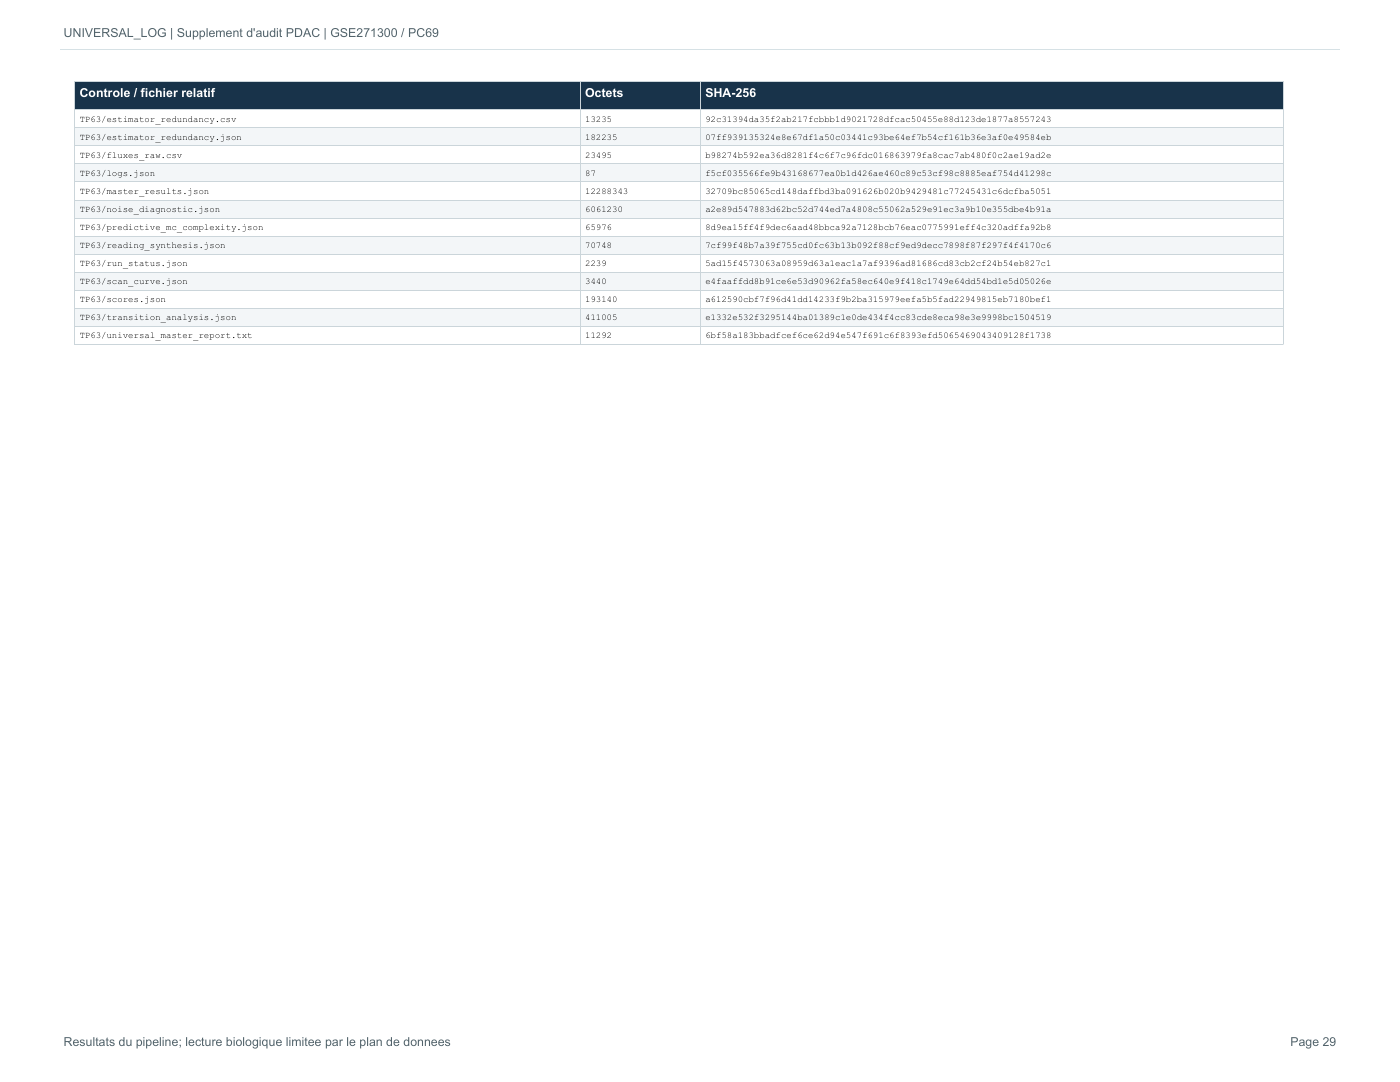 UNIVERSAL_LOG | Supplement d'audit PDAC | GSE271300 / PC69
Controle / fichier relatif Octets SHA-256
TP63/estimator_redundancy.csv 13235 92c31394da35f2ab217fcbbb1d9021728dfcac50455e88d123de1877a8557243
TP63/estimator_redundancy.json 182235 07ff939135324e8e67df1a50c03441c93be64ef7b54cf161b36e3af0e49584eb
TP63/fluxes_raw.csv 23495 b98274b592ea36d8281f4c6f7c96fdc016863979fa8cac7ab480f0c2ae19ad2e
TP63/logs.json 87 f5cf035566fe9b43168677ea0b1d426ae460c89c53cf98c8885eaf754d41298c
TP63/master_results.json 12288343 32709bc85065cd148daffbd3ba091626b020b9429481c77245431c6dcfba5051
TP63/noise_diagnostic.json 6061230 a2e89d547883d62bc52d744ed7a4808c55062a529e91ec3a9b10e355dbe4b91a
TP63/predictive_mc_complexity.json 65976 8d9ea15ff4f9dec6aad48bbca92a7128bcb76eac0775991eff4c320adffa92b8
TP63/reading_synthesis.json 70748 7cf99f48b7a39f755cd0fc63b13b092f88cf9ed9decc7898f87f297f4f4170c6
TP63/run_status.json 2239 5ad15f4573063a08959d63a1eac1a7af9396ad81686cd83cb2cf24b54eb827c1
TP63/scan_curve.json 3440 e4faaffdd8b91ce6e53d90962fa58ec640e9f418c1749e64dd54bd1e5d05026e
TP63/scores.json 193140 a612590cbf7f96d41dd14233f9b2ba315979eefa5b5fad22949815eb7180bef1
TP63/transition_analysis.json 411005 e1332e532f3295144ba01389c1e0de434f4cc83cde8eca98e3e9998bc1504519
TP63/universal_master_report.txt 11292 6bf58a183bbadfcef6ce62d94e547f691c6f8393efd5065469043409128f1738
Resultats du pipeline; lecture biologique limitee par le plan de donnees Page 29